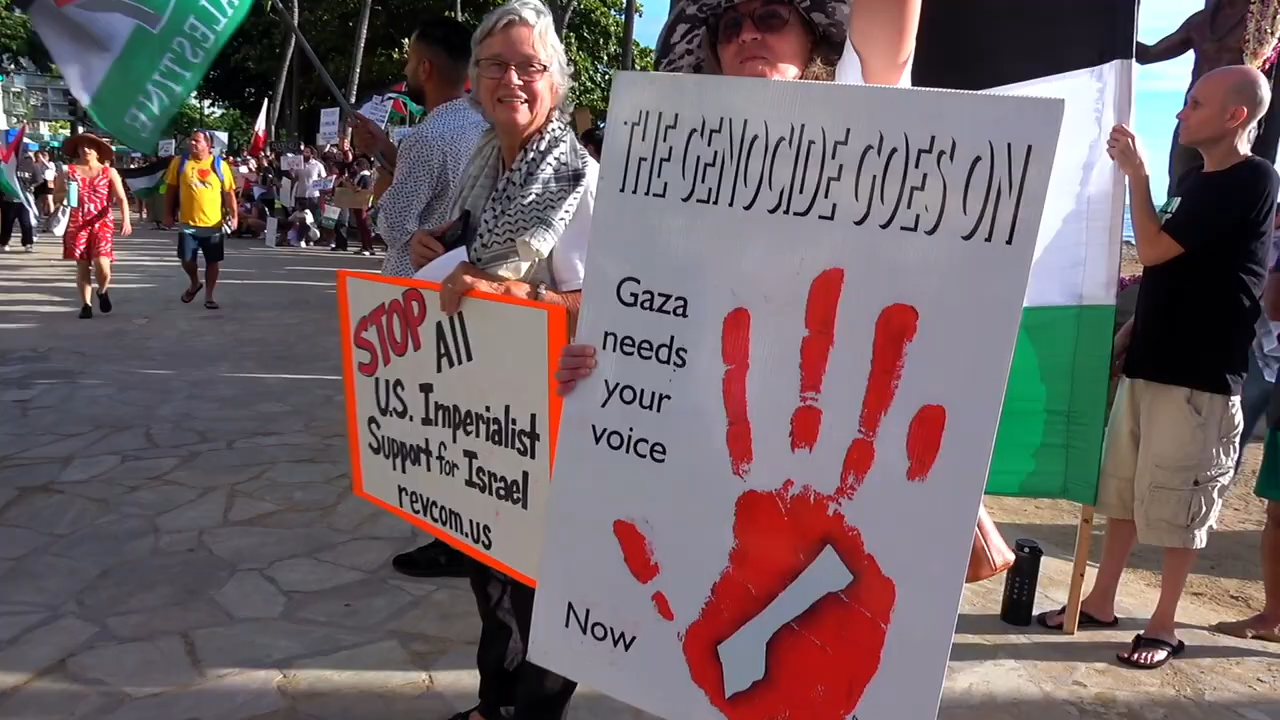 PALESTINE
STOP
All
U.S. Imperialist
Support for Israel
revcom.us
THE GENOCIDE GOES ON
Gaza
needs
your
voice
Now